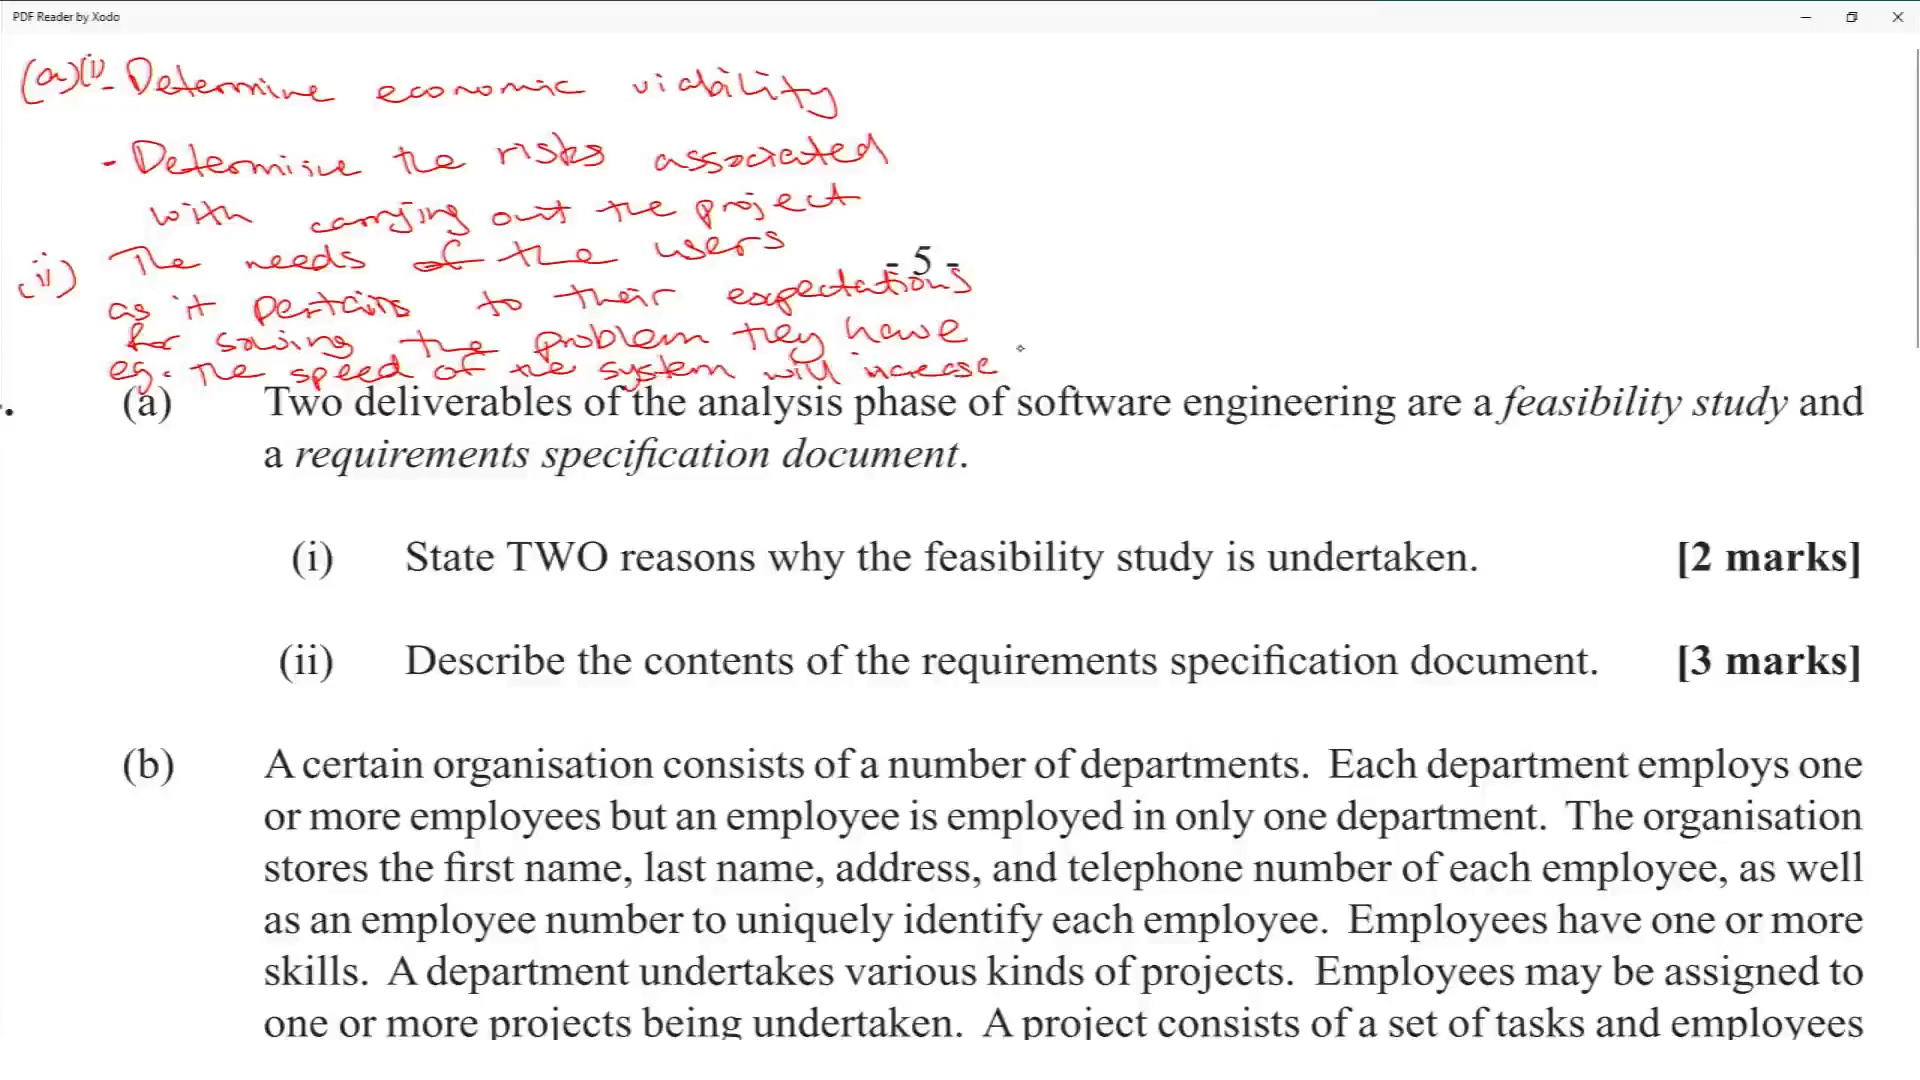 PDF Reader by Xodo
(a)(i) - Determine economic viability
- Determine the risks associated
with carrying out the project
(ii) The needs of the users
- 5 -
as it pertains to their expectations
for solving the problem they have
eg. The speed of the system will increase
(a) Two deliverables of the analysis phase of software engineering are a feasibility study and
a requirements specification document.
(i) State TWO reasons why the feasibility study is undertaken. [2 marks]
(ii) Describe the contents of the requirements specification document. [3 marks]
(b) A certain organisation consists of a number of departments. Each department employs one
or more employees but an employee is employed in only one department. The organisation
stores the first name, last name, address, and telephone number of each employee, as well
as an employee number to uniquely identify each employee. Employees have one or more
skills. A department undertakes various kinds of projects. Employees may be assigned to
one or more projects being undertaken. A project consists of a set of tasks and employees